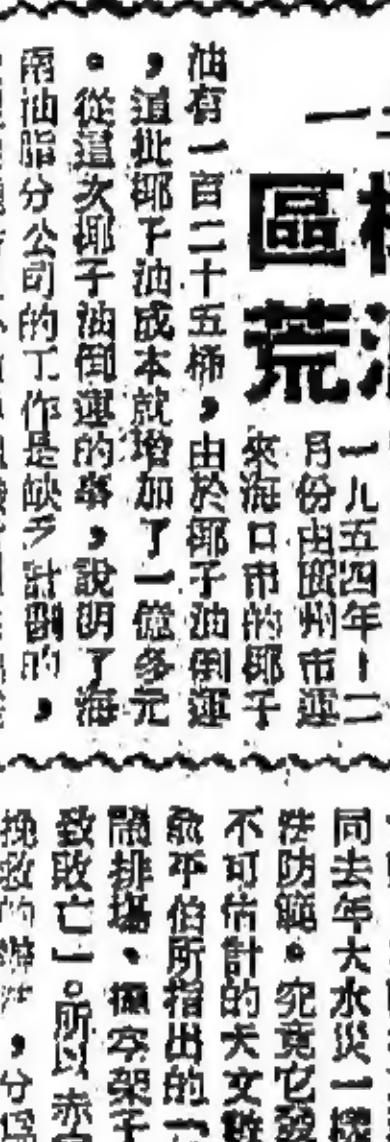 區荒
一九五四年十二
月份由廣州市運
來海口市的椰子
油有一百二十五桶,由於椰子油倒運
,這批椰子油成本就增加了一億多元
。從這次椰子油倒運的事,說明了海
南油脂分公司的工作是缺乏計劃的,
同去年大水災一樣
防範。究竟它
不可估計的天文數
平伯所指出的「
鬧排場、擺空架子
致敗亡」。所以赤
挽救的